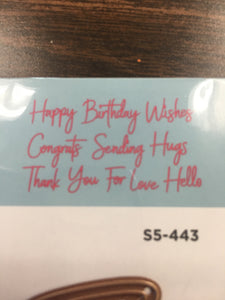 Happy Birthday Wishes
Congrats Sending Hugs
Thank You For Love Hello
S5-443